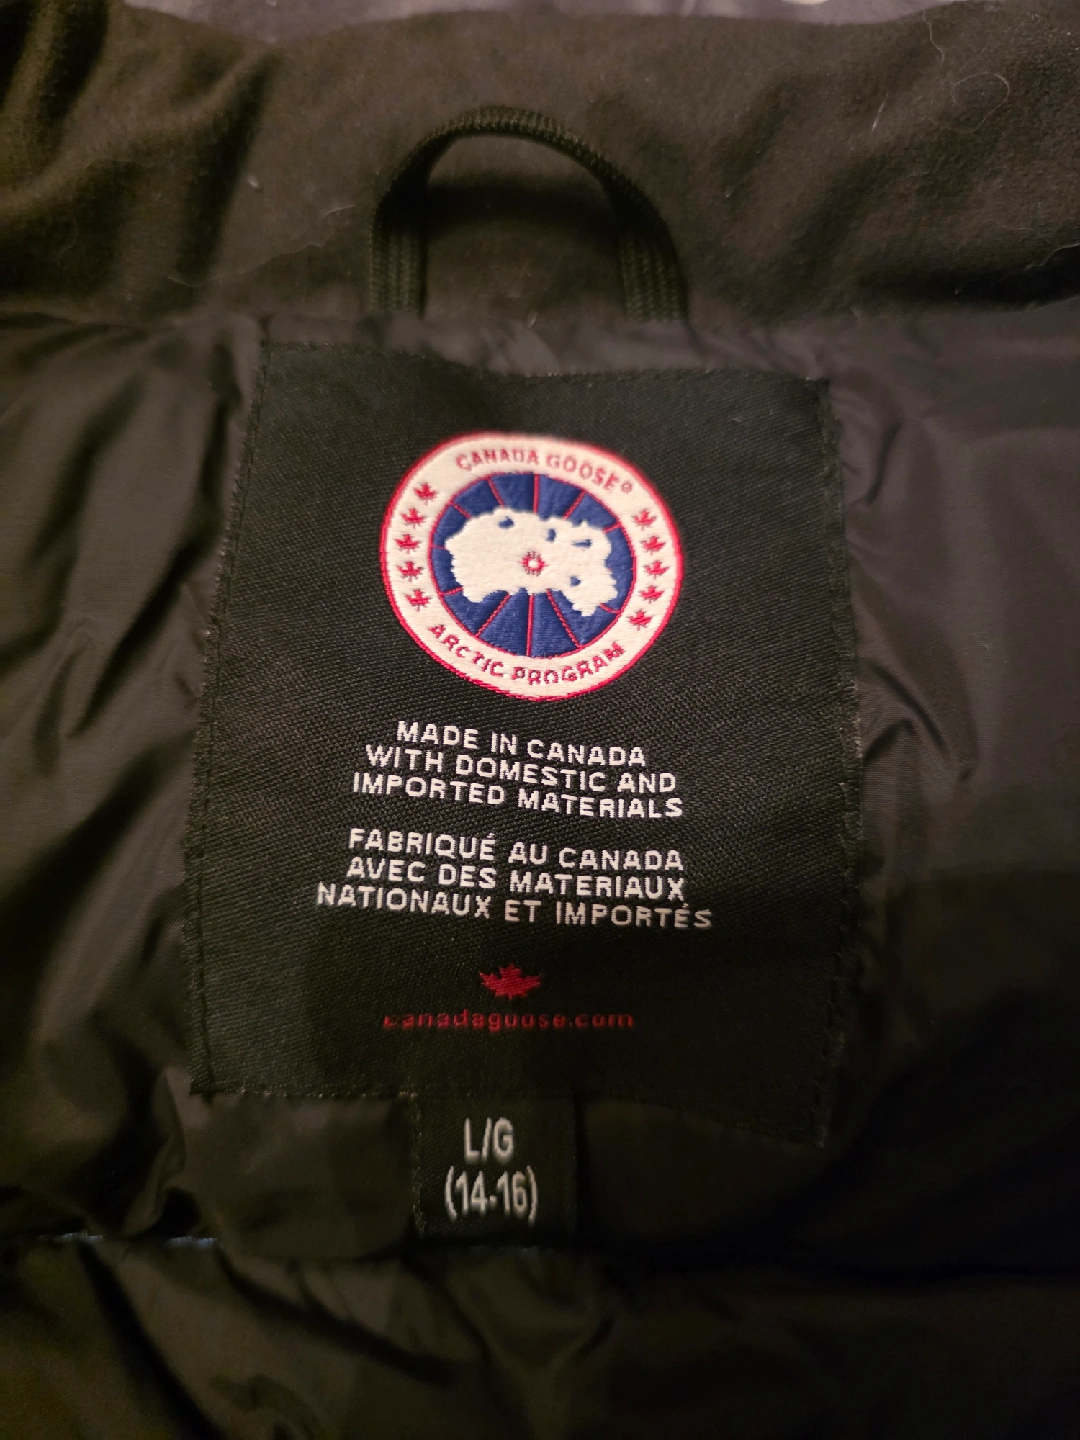 CANADA GOOSE®
ARCTIC PROGRAM
MADE IN CANADA
WITH DOMESTIC AND
IMPORTED MATERIALS
FABRIQUÉ AU CANADA
AVEC DES MATERIAUX
NATIONAUX ET IMPORTÉS
canadagoose.com
L/G
(14-16)